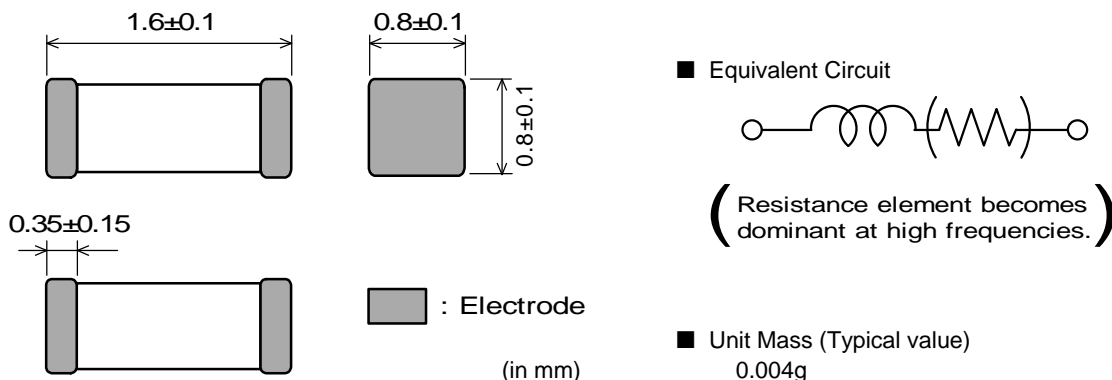 1.6±0.1
0.8±0.1
0.8±0.1
0.35±0.15
: Electrode
(in mm)
■ Equivalent Circuit
(Resistance element becomes
dominant at high frequencies.)
■ Unit Mass (Typical value)
0.004g